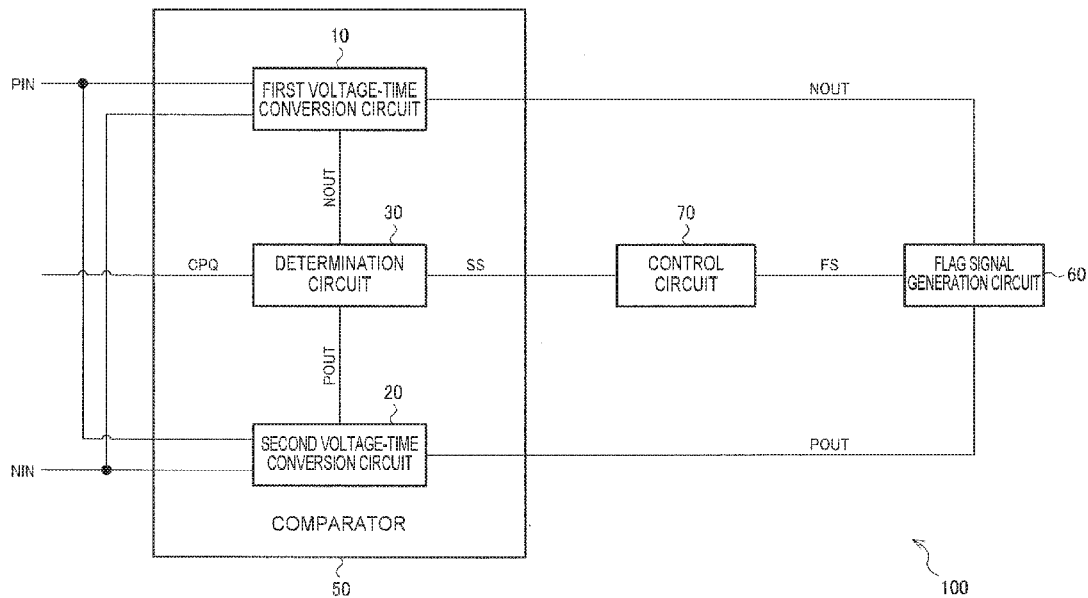 10
PIN
FIRST VOLTAGE-TIME
CONVERSION CIRCUIT
NOUT
NOUT
30
70
CPQ
DETERMINATION
CIRCUIT
SS
CONTROL
CIRCUIT
FS
FLAG SIGNAL
GENERATION CIRCUIT
60
POUT
20
SECOND VOLTAGE-TIME
CONVERSION CIRCUIT
POUT
NIN
COMPARATOR
50
100